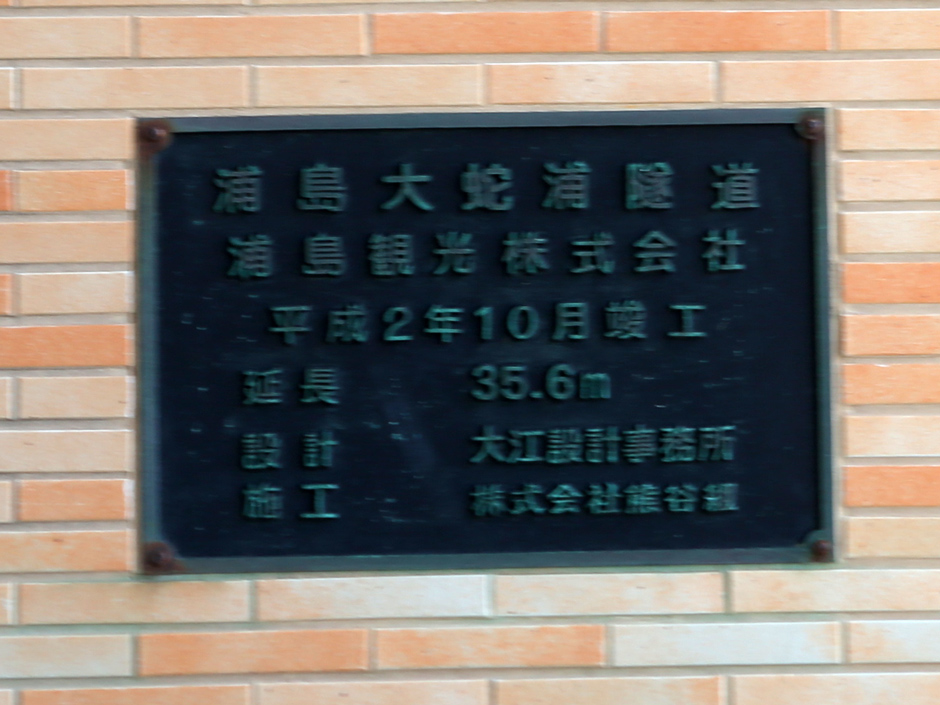 浦島大蛇浦隧道
浦島観光株式会社
平成2年10月竣工
延長 35.6m
設計 大江設計事務所
施工 株式会社熊谷組